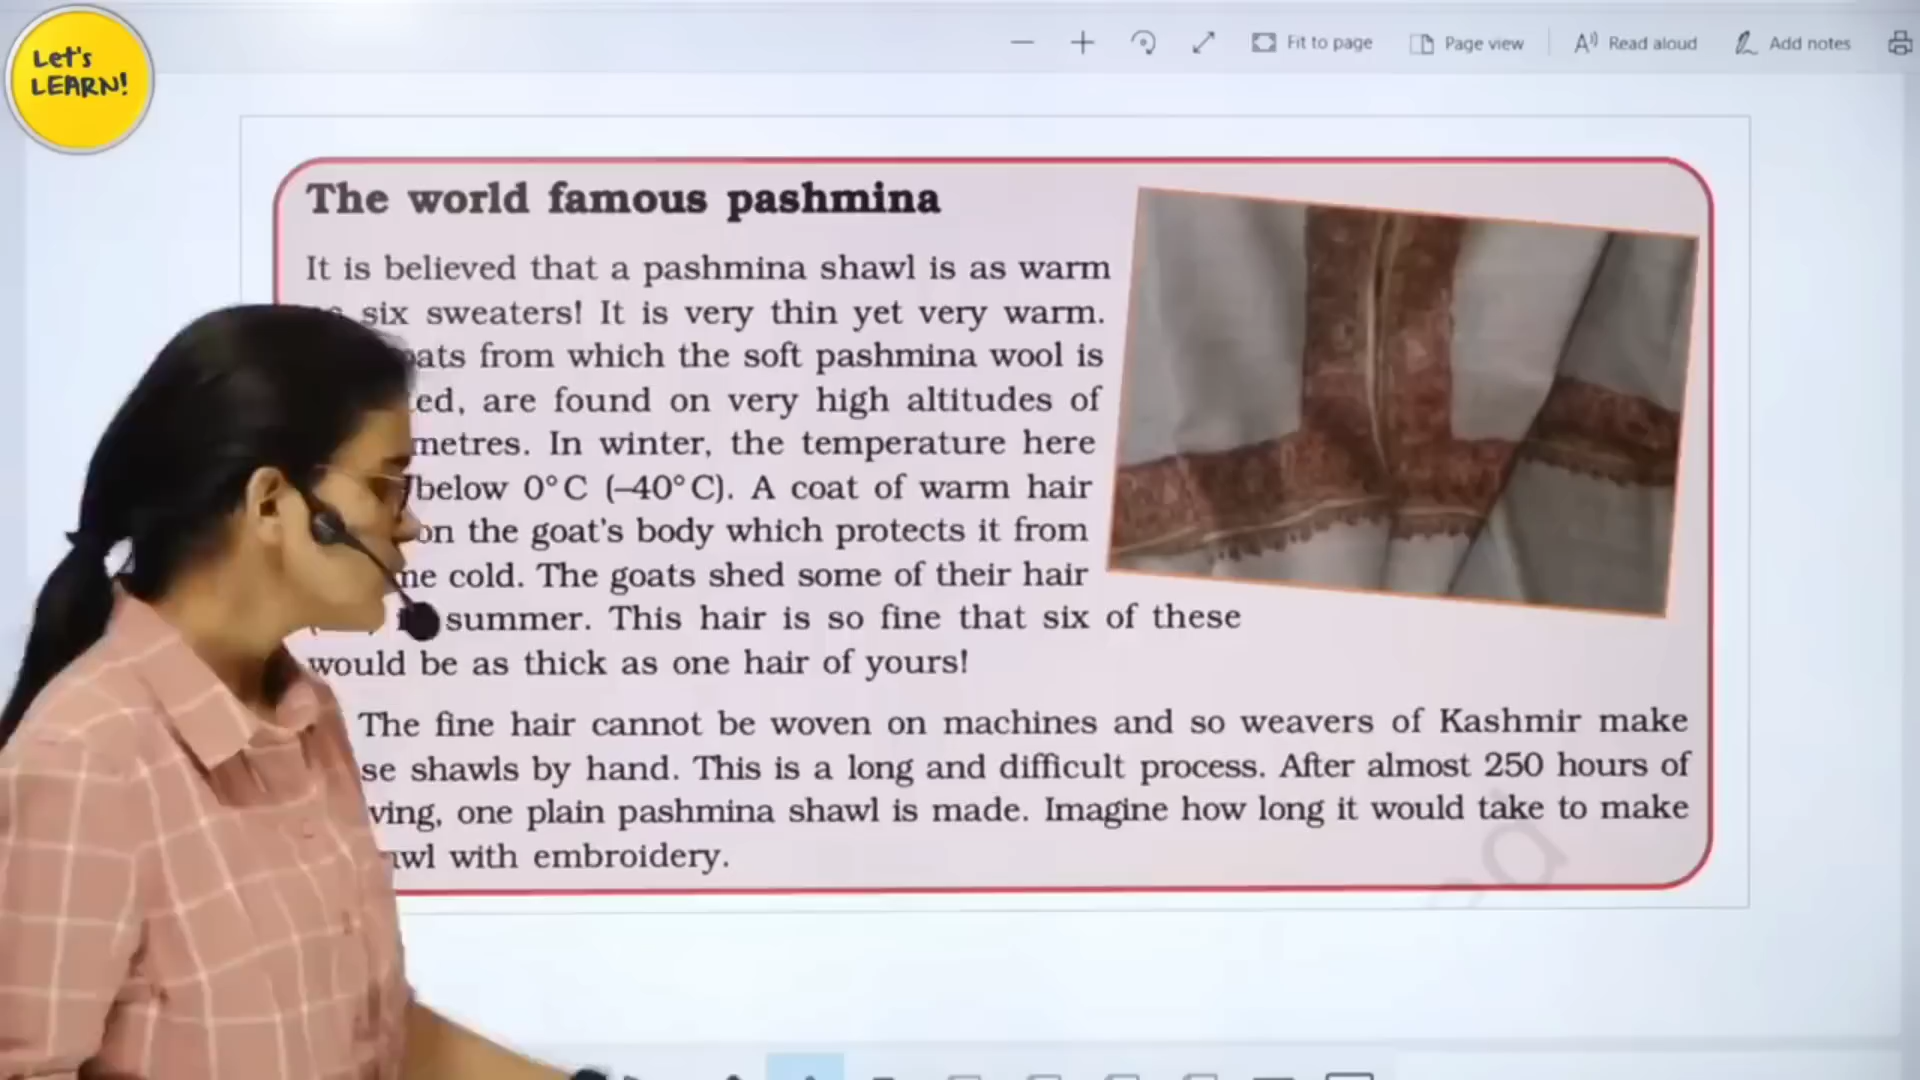 Let's
LEARN!
Fit to page
Page view
Read aloud
Add notes
The world famous pashmina
It is believed that a pashmina shawl is as warm
six sweaters! It is very thin yet very warm.
from which the soft pashmina wool is
are found on very high altitudes of
metres. In winter, the temperature here
below 0°C (–40°C). A coat of warm hair
on the goat's body which protects it from
cold. The goats shed some of their hair
summer. This hair is so fine that six of these
would be as thick as one hair of yours!
The fine hair cannot be woven on machines and so weavers of Kashmir make
shawls by hand. This is a long and difficult process. After almost 250 hours of
one plain pashmina shawl is made. Imagine how long it would take to make
with embroidery.